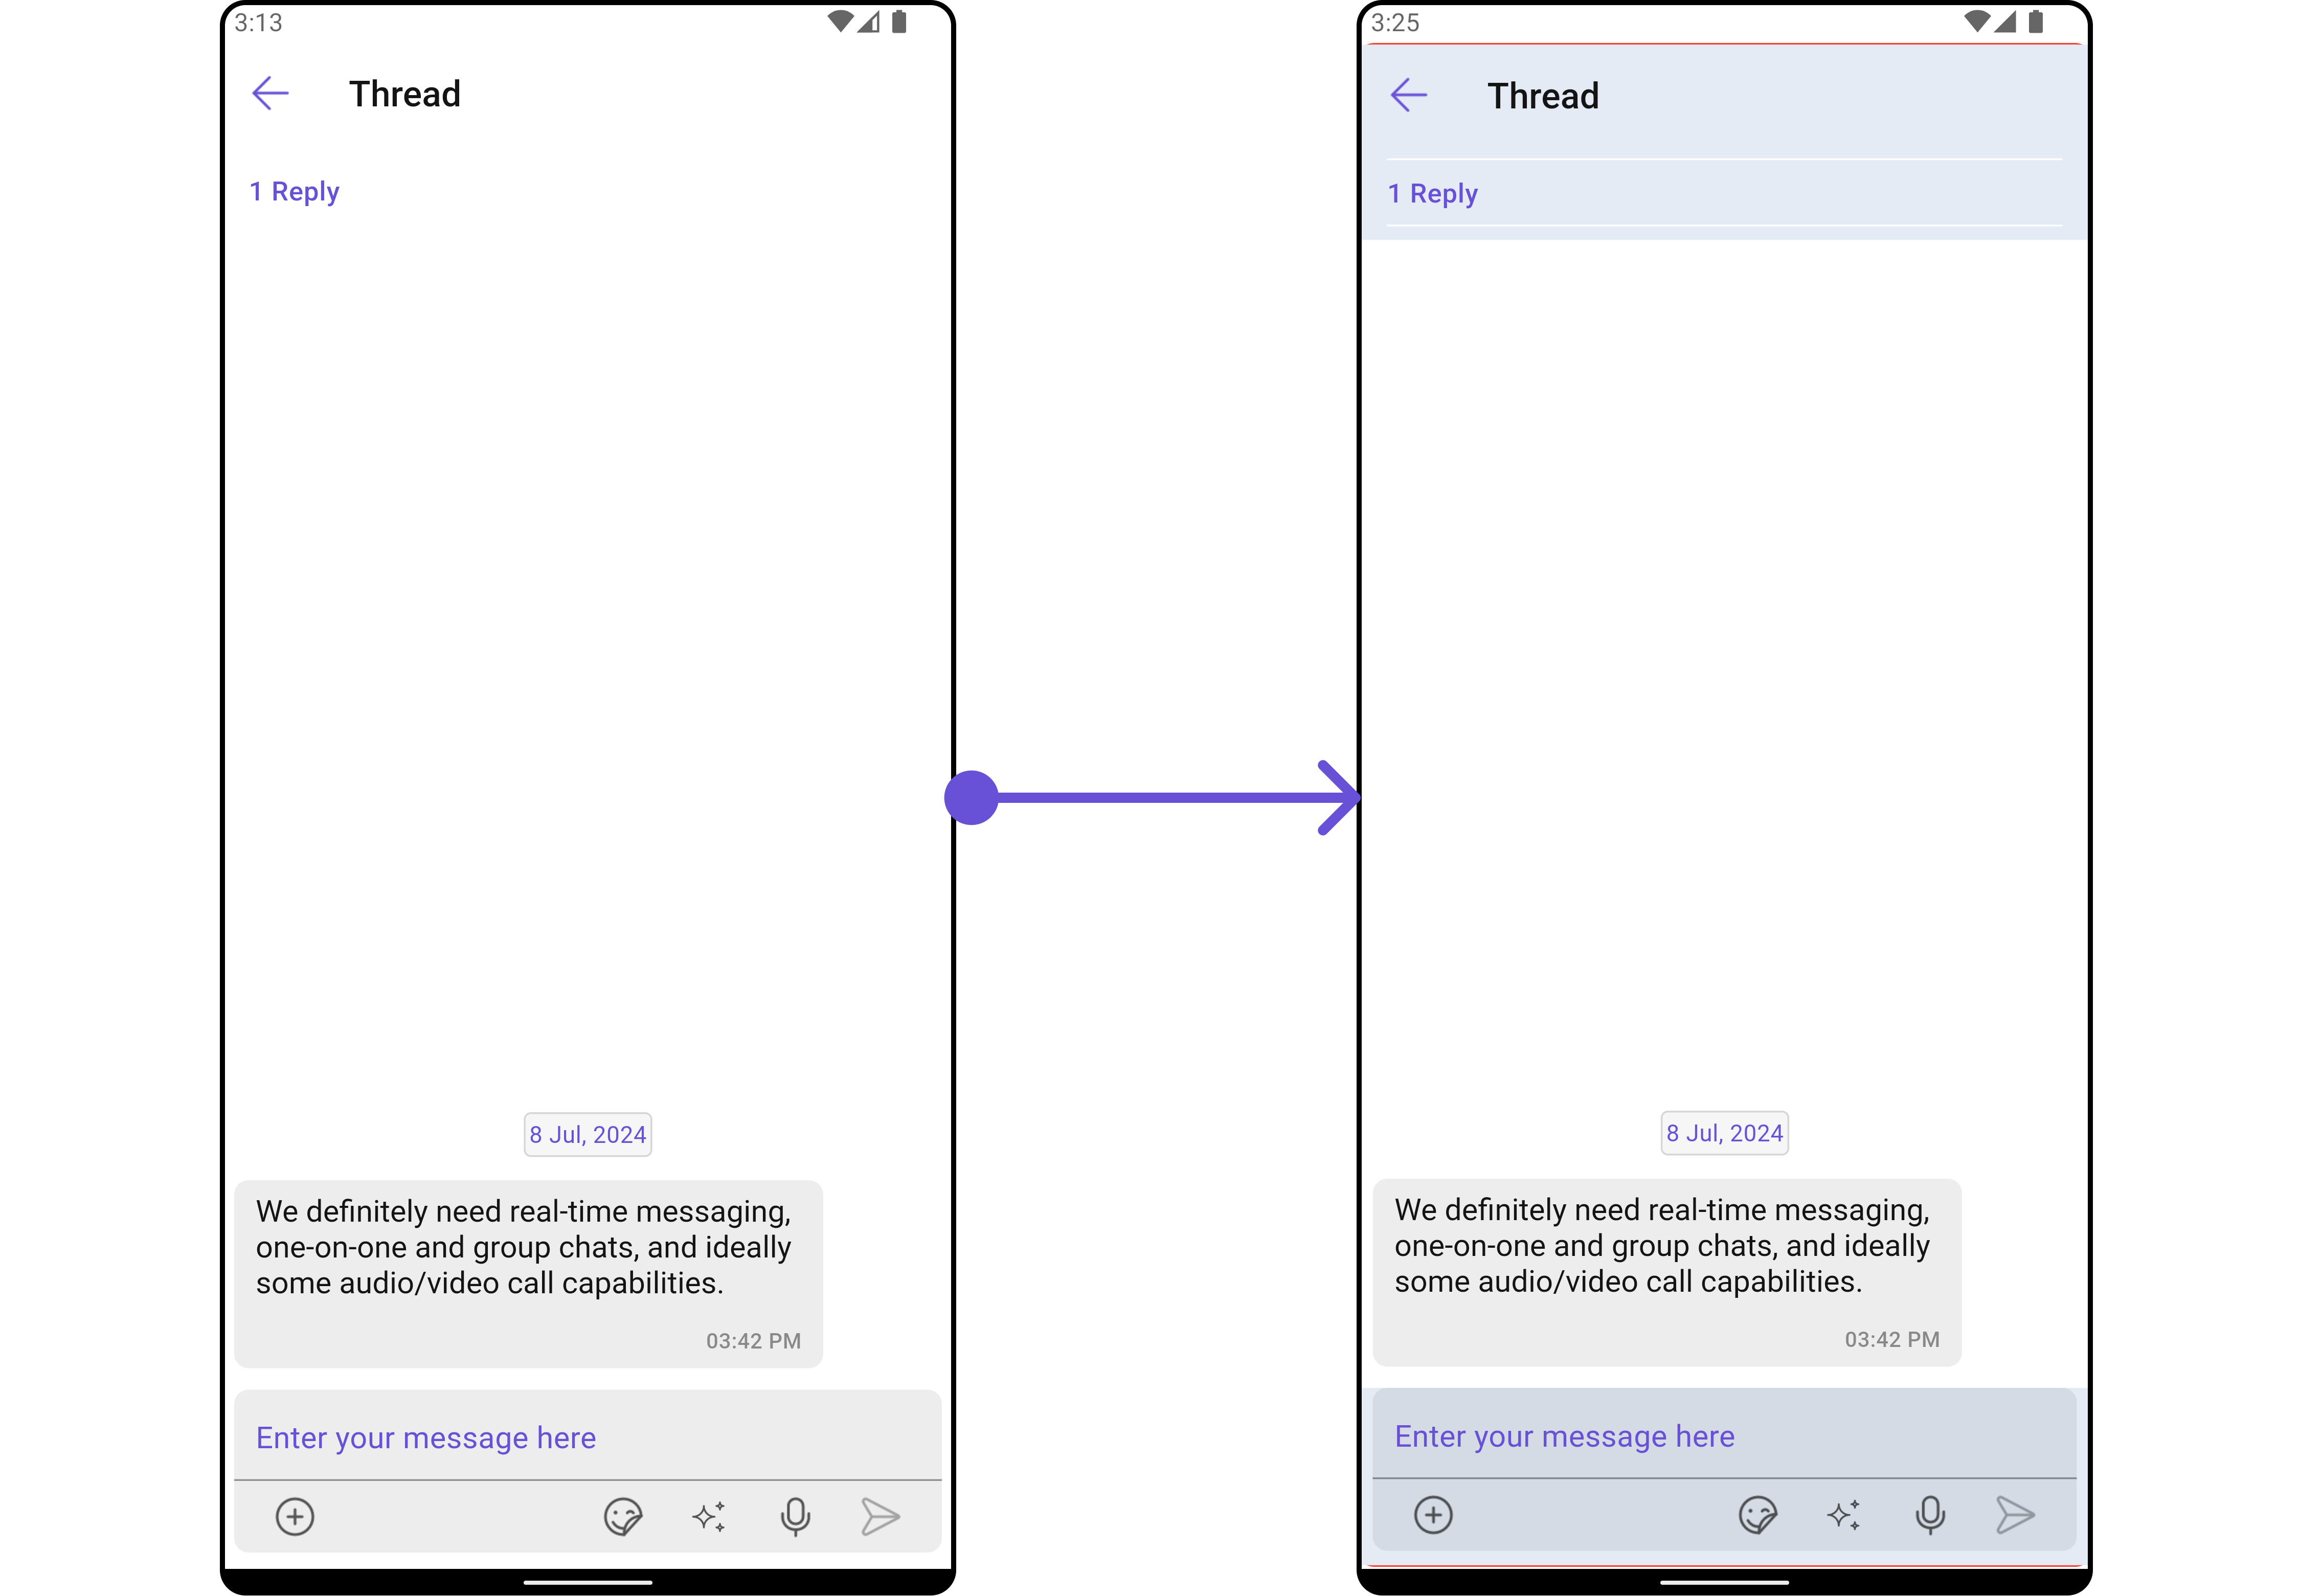 3:13
Thread
1 Reply
8 Jul, 2024
We definitely need real-time messaging,
one-on-one and group chats, and ideally
some audio/video call capabilities.
03:42 PM
Enter your message here
3:25
Thread
1 Reply
8 Jul, 2024
We definitely need real-time messaging,
one-on-one and group chats, and ideally
some audio/video call capabilities.
03:42 PM
Enter your message here